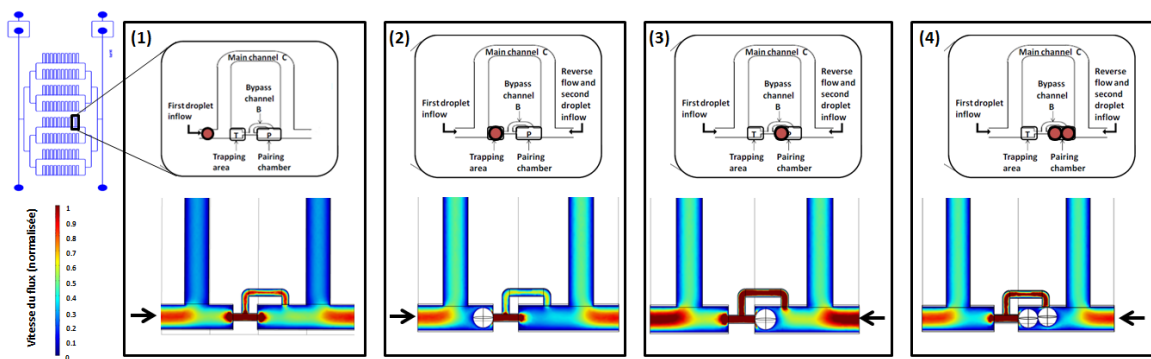 (1)
Main channel C
Bypass
channel
B
First droplet
inflow
T
P
Trapping
area
Pairing
chamber
(2)
Main channel C
Bypass
channel
B
Reverse
flow and
second
droplet
inflow
First droplet
inflow
P
Trapping
area
Pairing
chamber
(3)
Main channel C
Bypass
channel
B
Reverse
flow and
second
droplet
inflow
First droplet
inflow
T
P
Trapping
area
Pairing
chamber
(4)
Main channel C
Bypass
channel
B
Reverse
flow and
second
droplet
inflow
First droplet
inflow
T
Trapping
area
Pairing
chamber
Vitesse du flux (normalisée)
1
0.9
0.8
0.7
0.6
0.5
0.4
0.3
0.2
0.1
0